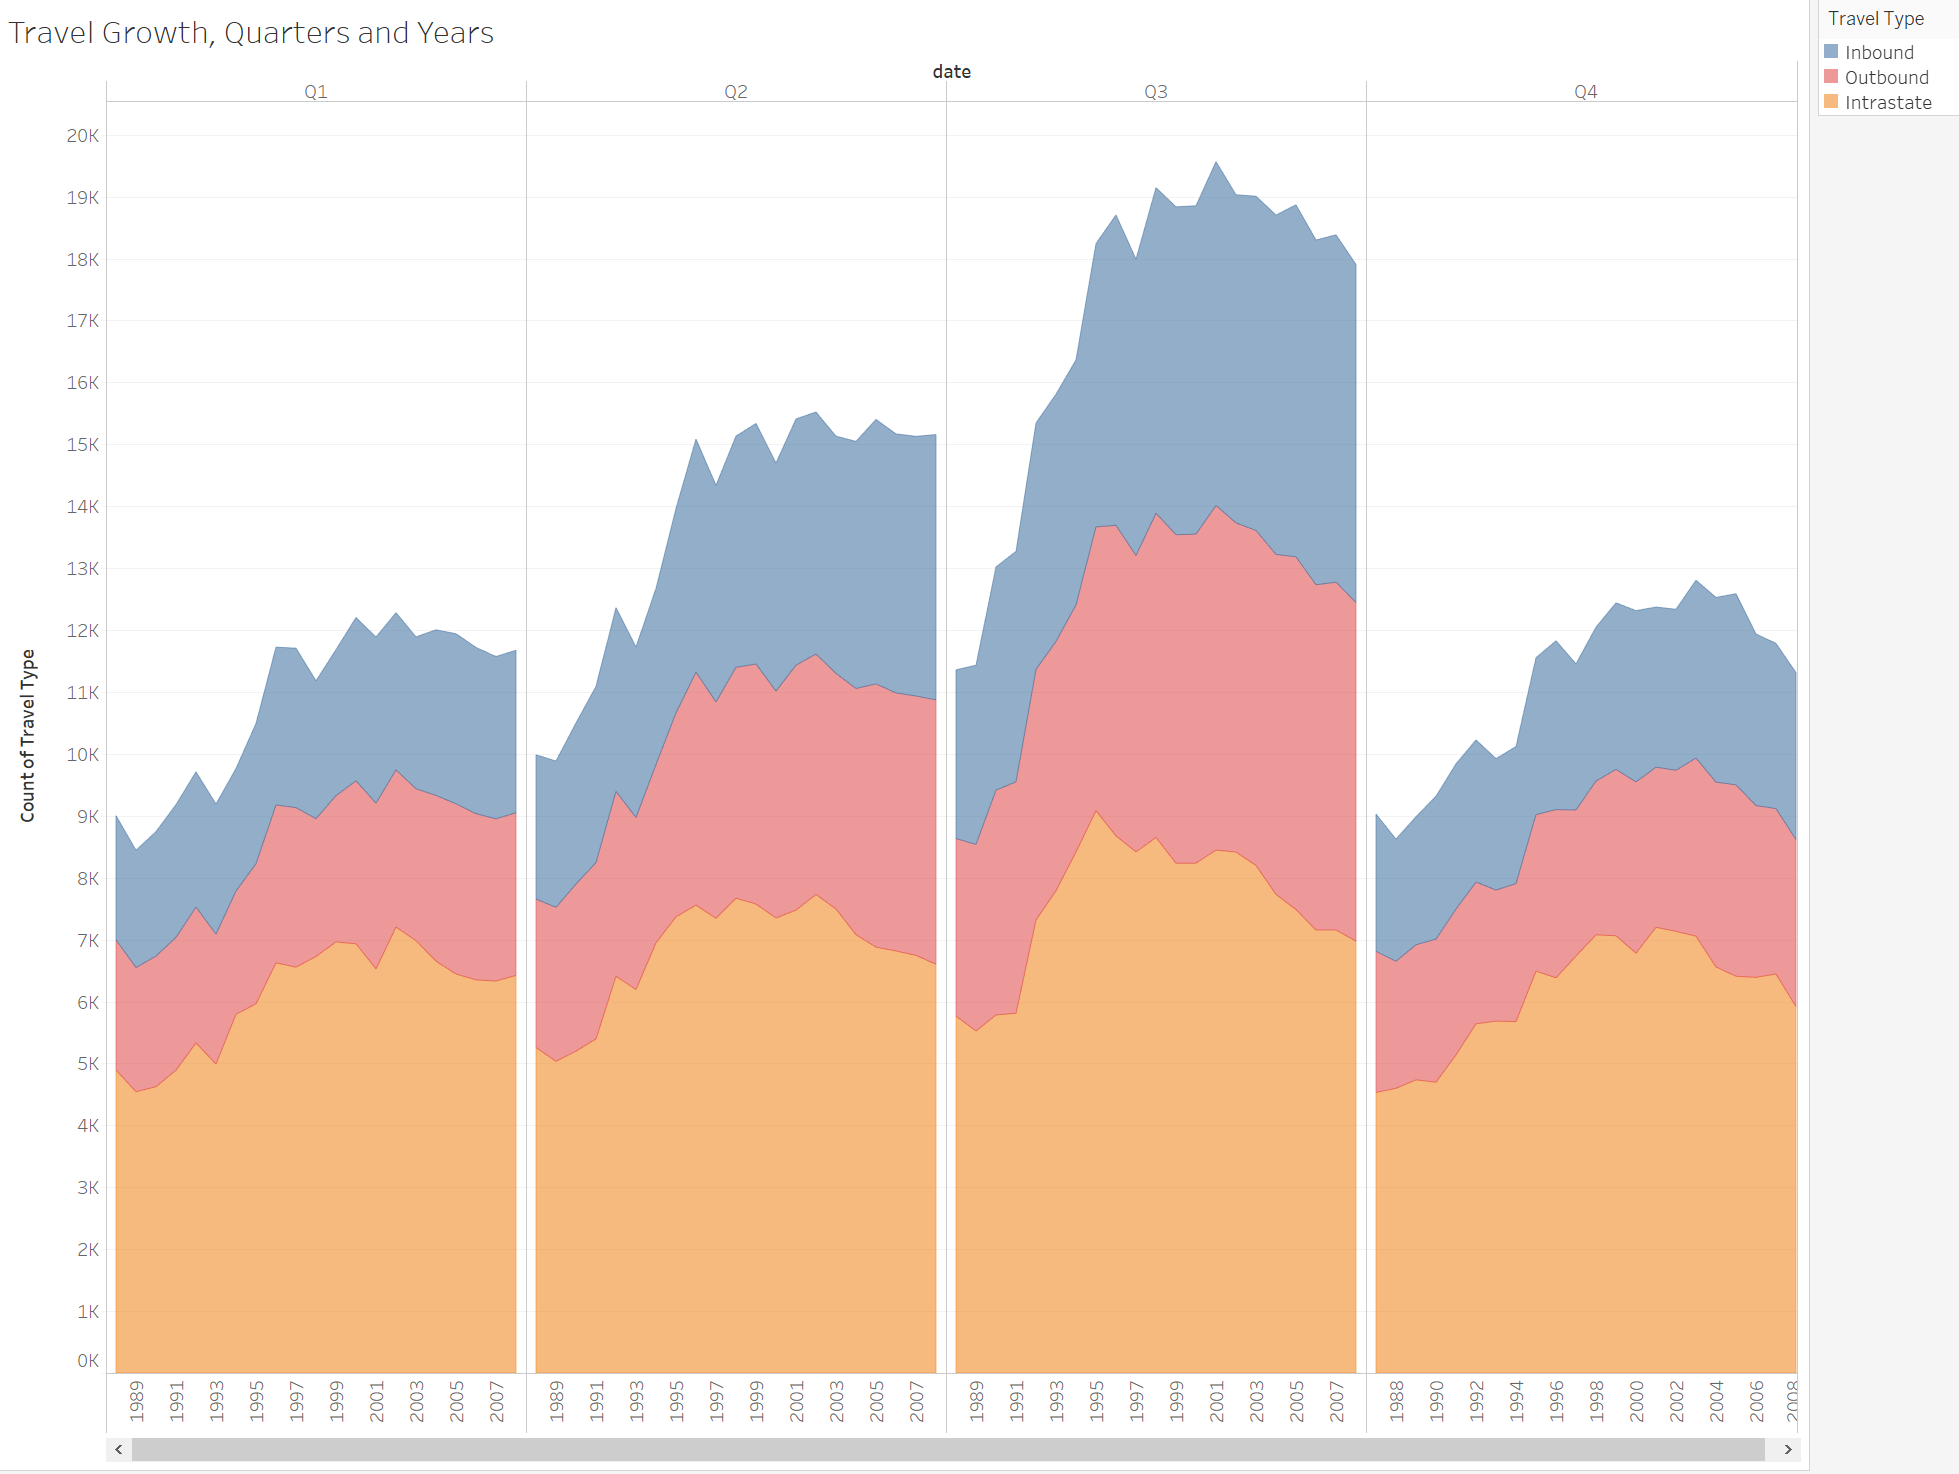 Travel Growth, Quarters and Years
Travel Type
Inbound
Outbound
Intrastate
date
Q1 Q2 Q3 Q4
Count of Travel Type
20K
19K
18K
17K
16K
15K
14K
13K
12K
11K
10K
9K
8K
7K
6K
5K
4K
3K
2K
1K
0K
1989 1991 1993 1995 1997 1999 2001 2003 2005 2007 1989 1991 1993 1995 1997 1999 2001 2003 2005 2007 1989 1991 1993 1995 1997 1999 2001 2003 2005 2007 1988 1990 1992 1994 1996 1998 2000 2002 2004 2006 2008